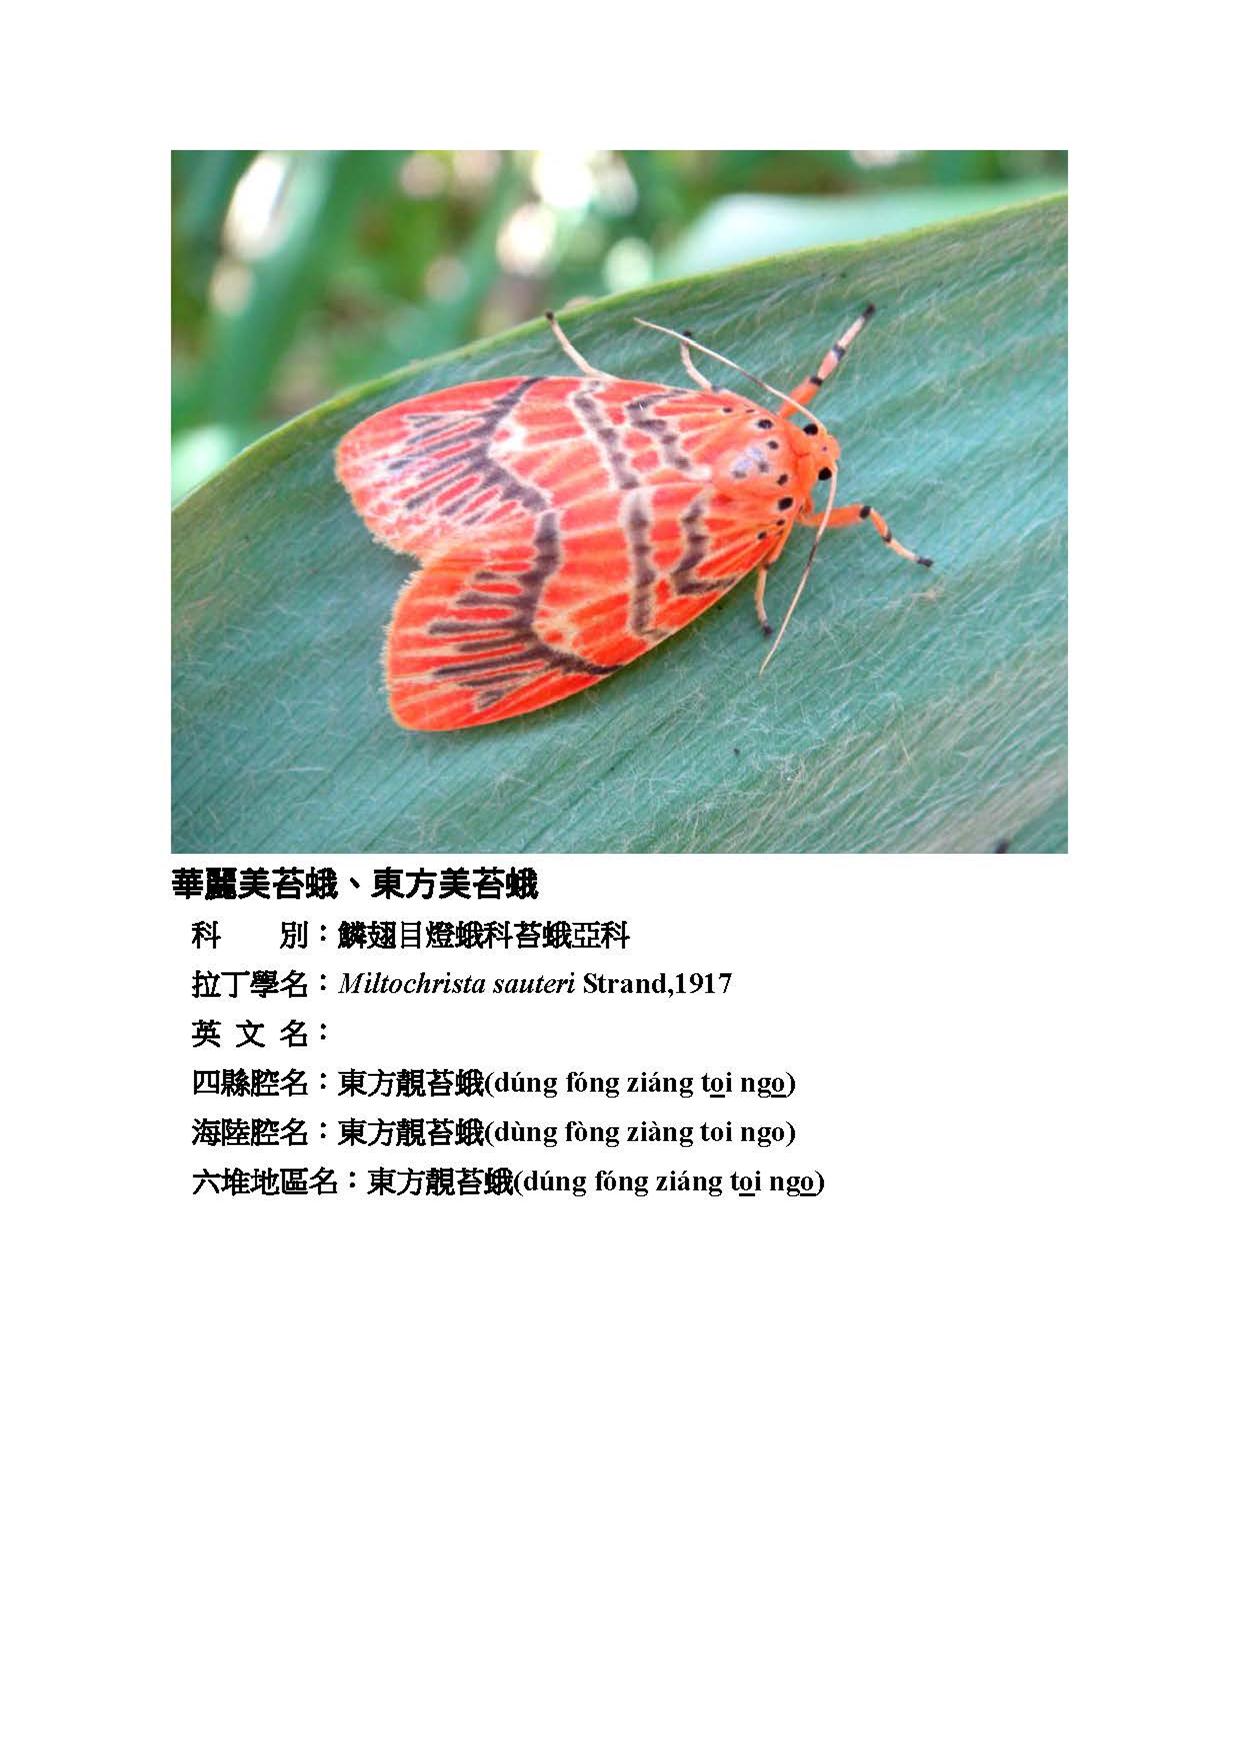 華麗美苔蛾、東方美苔蛾
科　　別：鱗翅目燈蛾科苔蛾亞科
拉丁學名：Miltochrista sauteri Strand,1917
英 文 名：
四縣腔名：東方靚苔蛾(dúng fóng ziáng to̲i ngo̲)
海陸腔名：東方靚苔蛾(dùng fòng ziàng toi ngo)
六堆地區名：東方靚苔蛾(dúng fóng ziáng to̲i ngo̲)